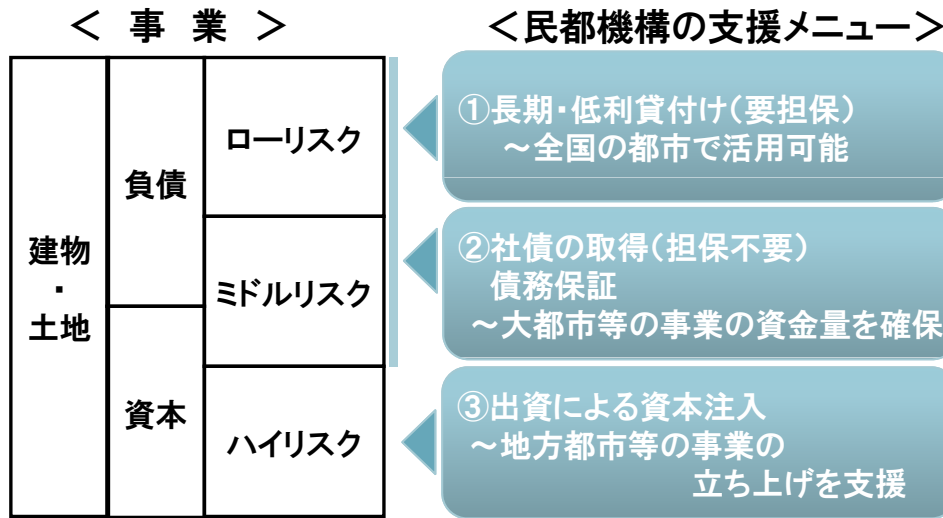 ＜ 事 業 ＞
＜民都機構の支援メニュー＞
建物
・
土地
負債
資本
ローリスク
ミドルリスク
ハイリスク
①長期・低利貸付け（要担保）
～全国の都市で活用可能
②社債の取得（担保不要）
債務保証
～大都市等の事業の資金量を確保
③出資による資本注入
～地方都市等の事業の
立ち上げを支援